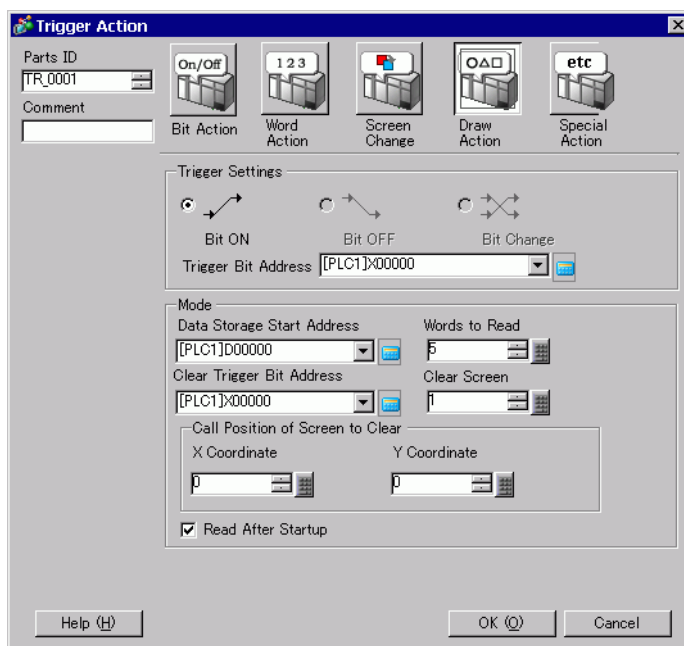 Trigger Action
Parts ID
TR_0001
Comment
On/Off
1 2 3
etc
Bit Action
Word Action
Screen Change
Draw Action
Special Action
Trigger Settings
Bit ON
Bit OFF
Bit Change
Trigger Bit Address [PLC1]X00000
Mode
Data Storage Start Address
Words to Read
[PLC1]D00000
5
Clear Trigger Bit Address
Clear Screen
[PLC1]X00000
1
Call Position of Screen to Clear
X Coordinate
Y Coordinate
0
0
Read After Startup
Help (H)
OK (O)
Cancel